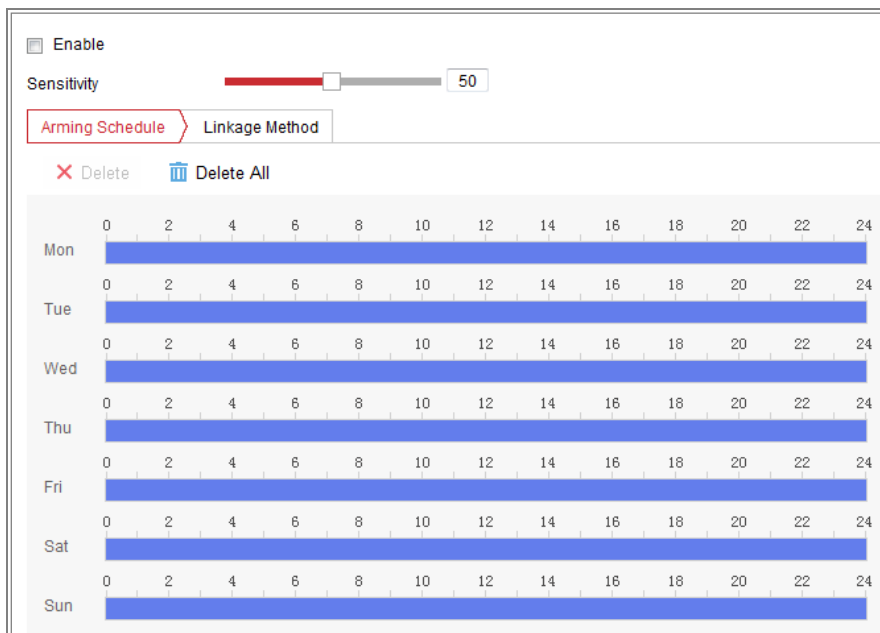 Enable
Sensitivity 50
Arming Schedule Linkage Method
Delete Delete All
0 2 4 6 8 10 12 14 16 18 20 22 24
Mon
0 2 4 6 8 10 12 14 16 18 20 22 24
Tue
0 2 4 6 8 10 12 14 16 18 20 22 24
Wed
0 2 4 6 8 10 12 14 16 18 20 22 24
Thu
0 2 4 6 8 10 12 14 16 18 20 22 24
Fri
0 2 4 6 8 10 12 14 16 18 20 22 24
Sat
0 2 4 6 8 10 12 14 16 18 20 22 24
Sun